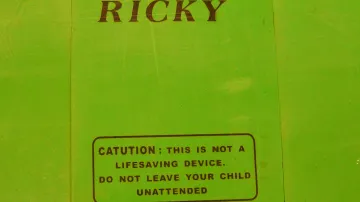 RICKY
CATUTION : THIS IS NOT A
LIFESAVING DEVICE.
DO NOT LEAVE YOUR CHILD
UNATTENDED